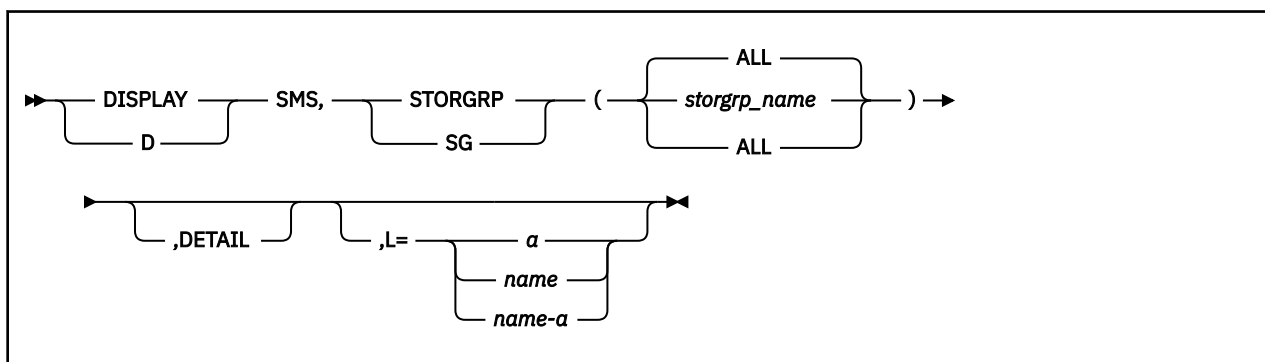 ALL
DISPLAY SMS, STORGRP ( storgrp_name )
D SG ALL
,DETAIL ,L= a
name
name-a